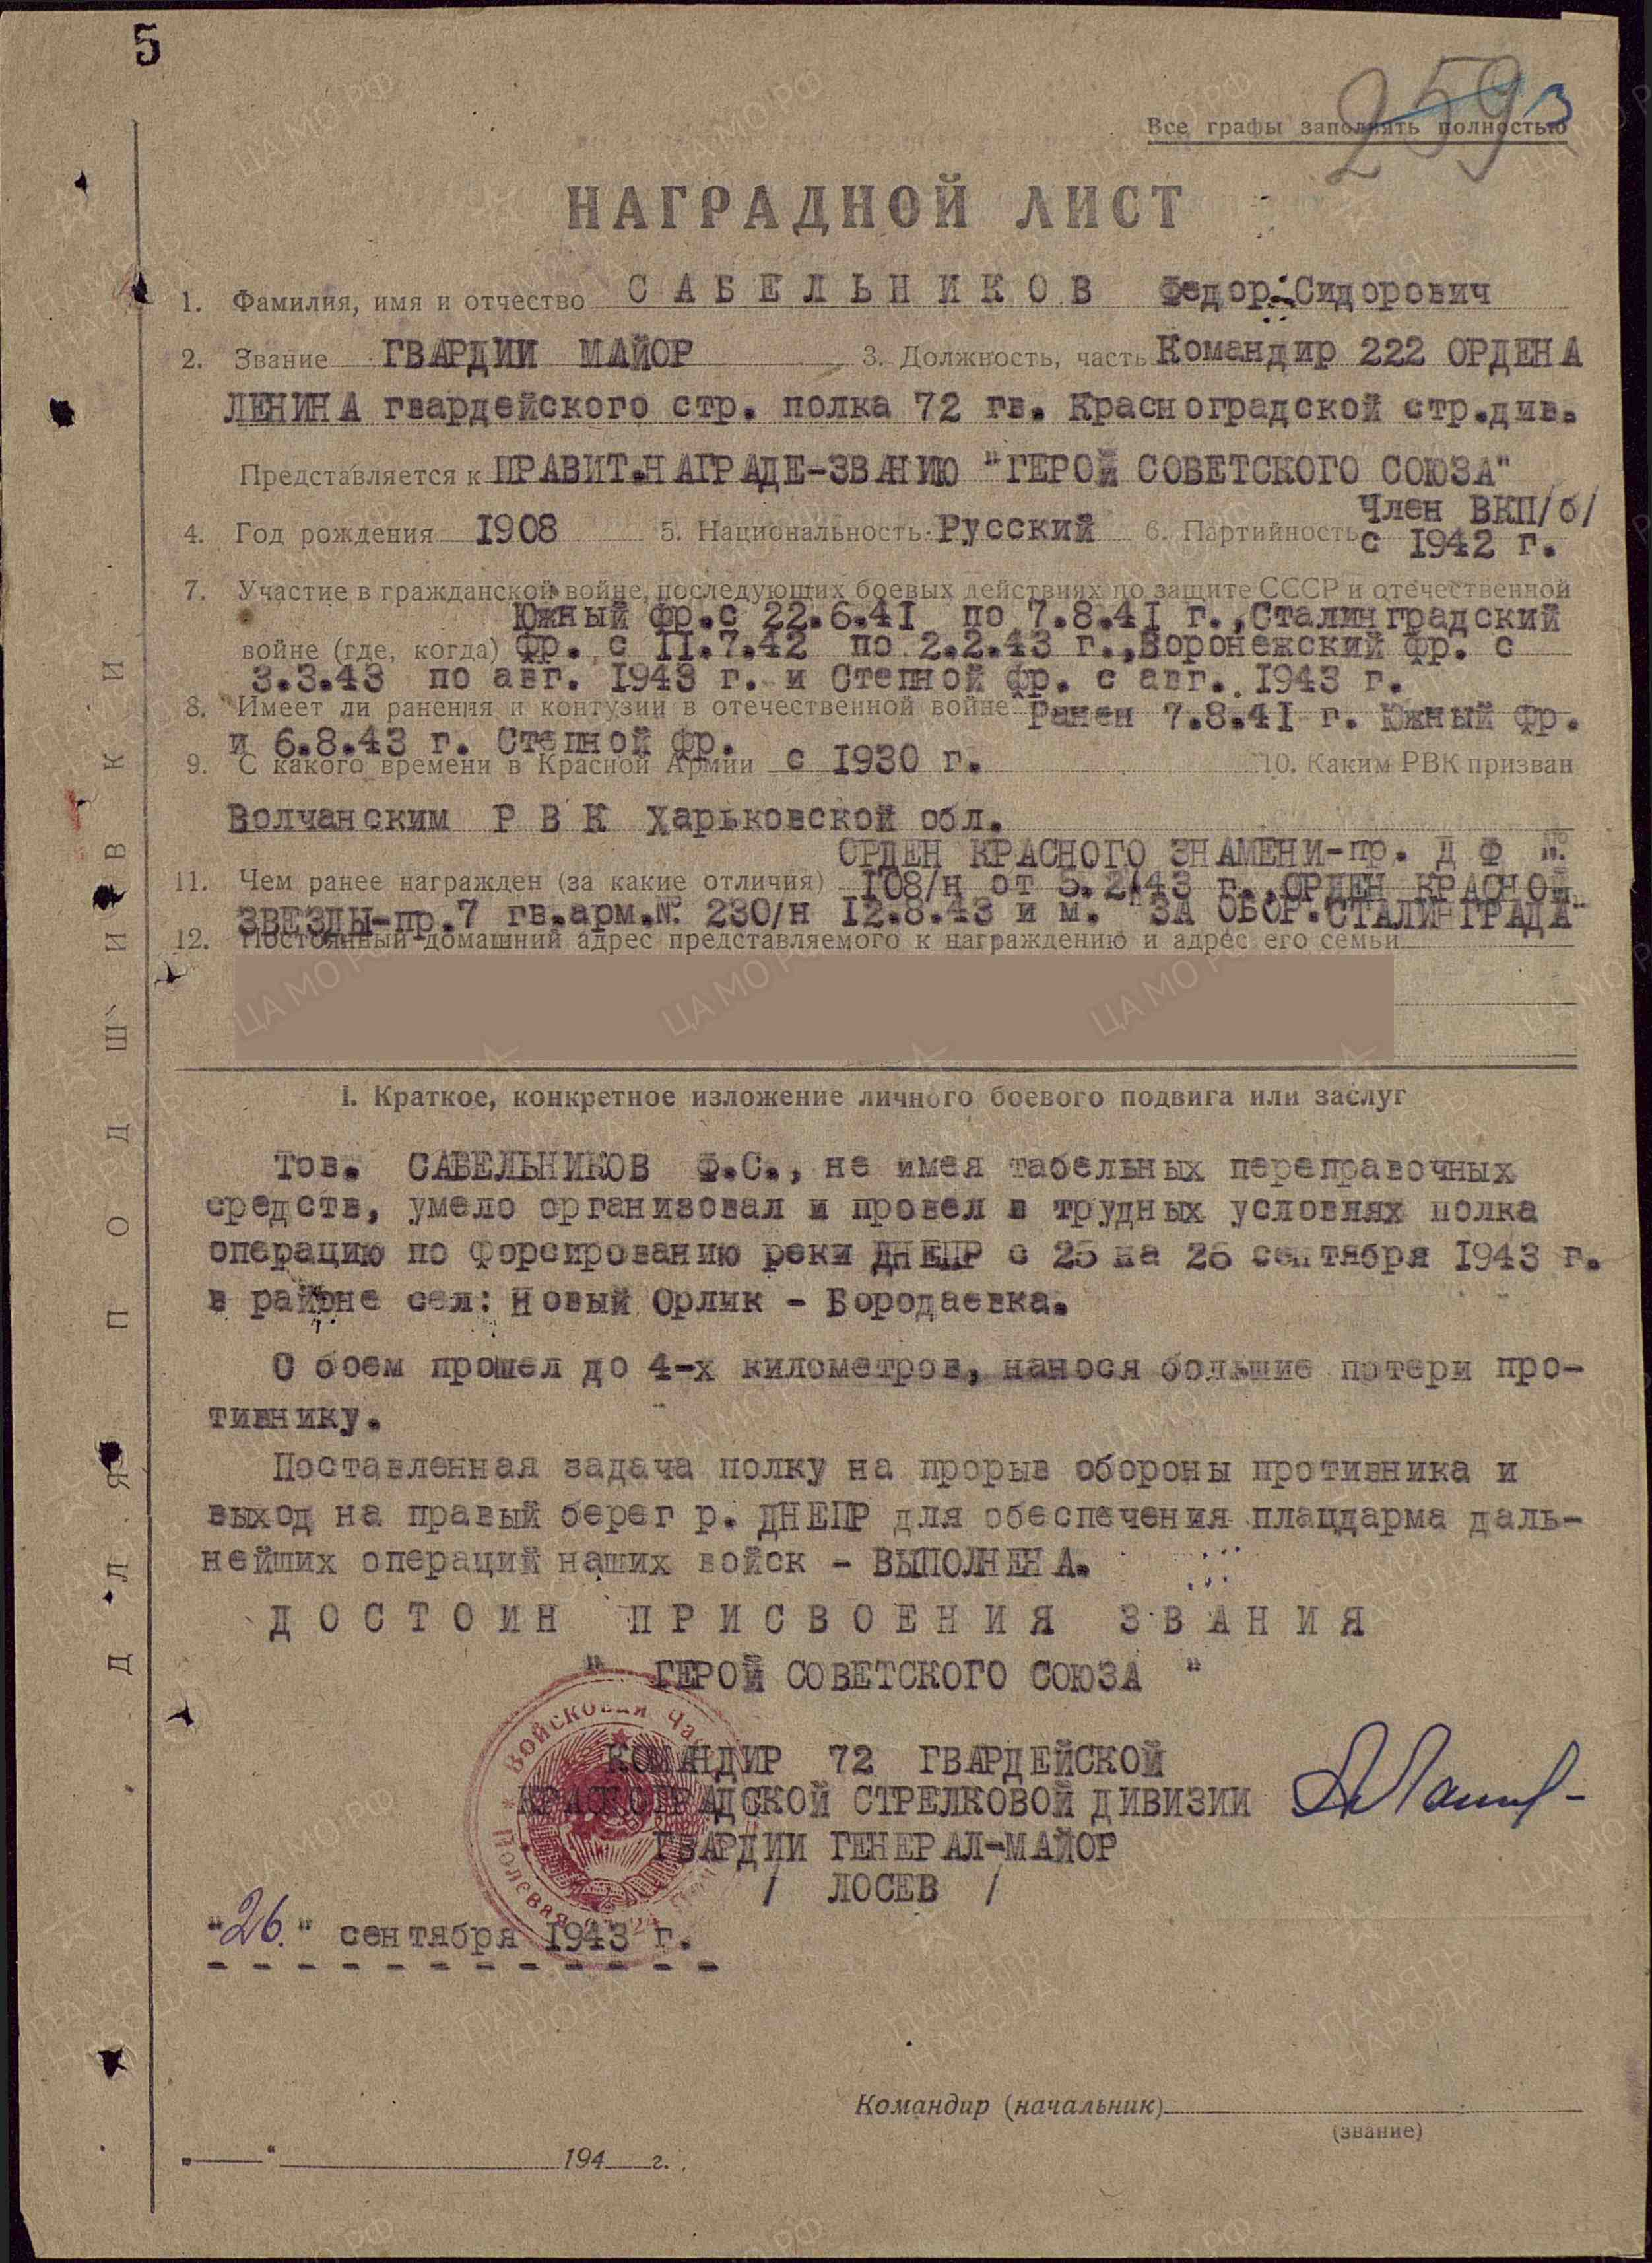 5
259
3
Все графы заполнять полностью
НАГРАДНОЙ ЛИСТ
1. Фамилия, имя и отчество САБЕЛЬНИКОВ Федор Сидорович
2. Звание ГВАРДИИ МАЙОР 3. Должность, часть Командир 222 ОРДЕНА
ЛЕНИНА гвардейского стр. полка 72 гв. Красноградской стр.див.
Представляется к ПРАВИТ.НАГРАДЕ-ЗВАНИЮ "ГЕРОЙ СОВЕТСКОГО СОЮЗА"
4. Год рождения 1908 5. Национальность Русский 6. Партийность Член ВКП/б/
с 1942 г.
7. Участие в гражданской войне, последующих боевых действиях по защите СССР и отечественной
Южный фр.с 22.6.41 по 7.8.41 г.,Сталинградский
войне (где, когда) фр. с II.7.42 по 2.2.43 г.,Воронежский фр. с
3.3.43 по авг. 1943 г. и Степной фр. с авг. 1943 г.
8. Имеет ли ранения и контузии в отечественной войне Ранен 7.8.41 г. Южный фр.
и 6.8.43 г. Степной фр.
9. С какого времени в Красной Армии с 1930 г. 10. Каким РВК призван
Волчанским РВК Харьковской обл.
ОРДЕН КРАСНОГО ЗНАМЕНИ-пр. Д Ф №
11. Чем ранее награжден (за какие отличия) 108/н от 5.2.43 г.,ОРДЕН КРАСНОЙ
ЗВЕЗДЫ-пр.7 гв.арм.№ 230/н 12.8.43 и м. "ЗА ОБОР.СТАЛИНГРАДА"
12. Постоянный домашний адрес представляемого к награждению и адрес его семьи
I. Краткое, конкретное изложение личного боевого подвига или заслуг
Тов. САБЕЛЬНИКОВ Ф.С., не имея табельных переправочных
средств, умело организовал и провел в трудных условиях полка
операцию по форсированию реки ДНЕПР с 25 на 26 сентября 1943 г.
в районе сел: Новый Орлик - Бородаевка.
С боем прошел до 4-х километров, нанося большие потери про-
тивнику.
Поставленная задача полку на прорыв обороны противника и
выход на правый берег р. ДНЕПР для обеспечения плацдарма даль-
нейших операций наших войск - ВЫПОЛНЕНА.
ДОСТОИН ПРИСВОЕНИЯ ЗВАНИЯ
" ГЕРОЙ СОВЕТСКОГО СОЮЗА "
КОМАНДИР 72 ГВАРДЕЙСКОЙ
КРАСНОГРАДСКОЙ СТРЕЛКОВОЙ ДИВИЗИИ
ГВАРДИИ ГЕНЕРАЛ-МАЙОР
/ ЛОСЕВ /
"26." сентября 1943 г.
Командир (начальник)
(звание)
"      " 194   г.
ДЛЯ ПОДШИВКИ
Войсковая
Полевая
ЦА МО РФ
ПАМЯТЬ НАРОДА